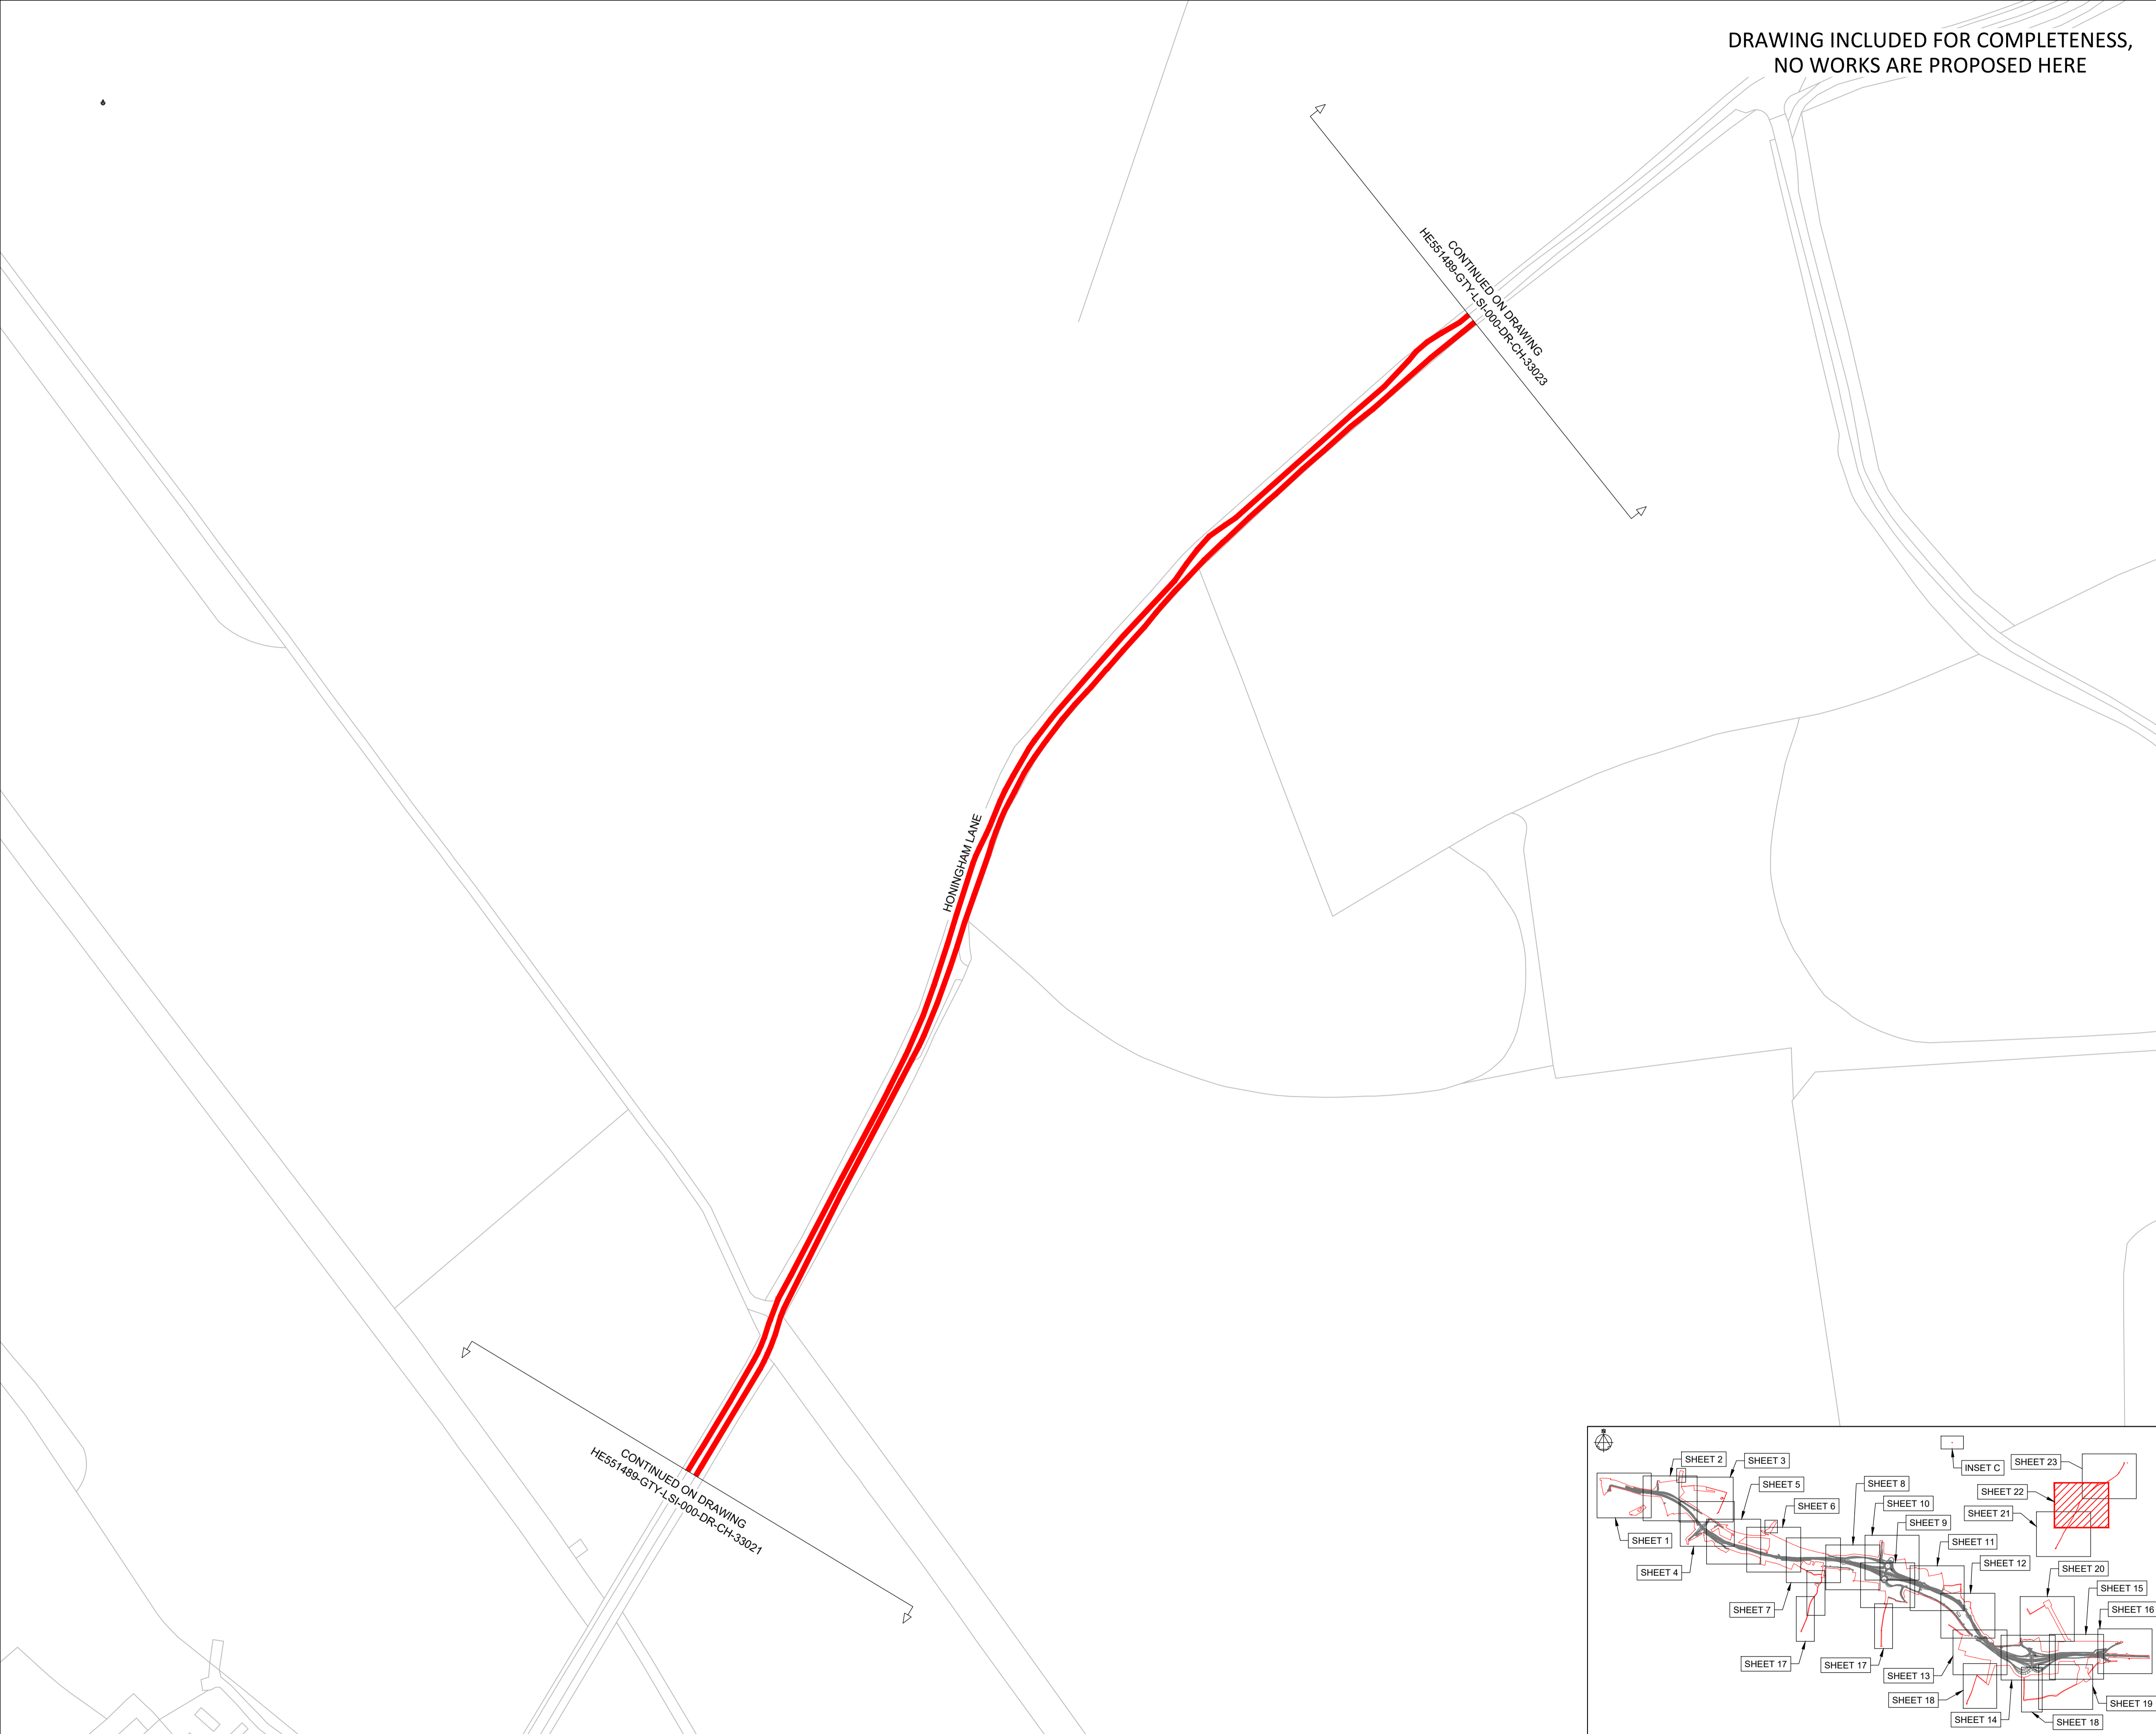 DRAWING INCLUDED FOR COMPLETENESS,
NO WORKS ARE PROPOSED HERE
CONTINUED ON DRAWING
HE551489-GTY-LSI-000-DR-CH-33023
HONINGHAM LANE
CONTINUED ON DRAWING
HE551489-GTY-LSI-000-DR-CH-33021
SHEET 2
SHEET 3
INSET C
SHEET 23
SHEET 5
SHEET 8
SHEET 22
SHEET 6
SHEET 10
SHEET 21
SHEET 9
SHEET 1
SHEET 11
SHEET 4
SHEET 12
SHEET 20
SHEET 15
SHEET 7
SHEET 16
SHEET 17
SHEET 17
SHEET 13
SHEET 18
SHEET 19
SHEET 14
SHEET 18